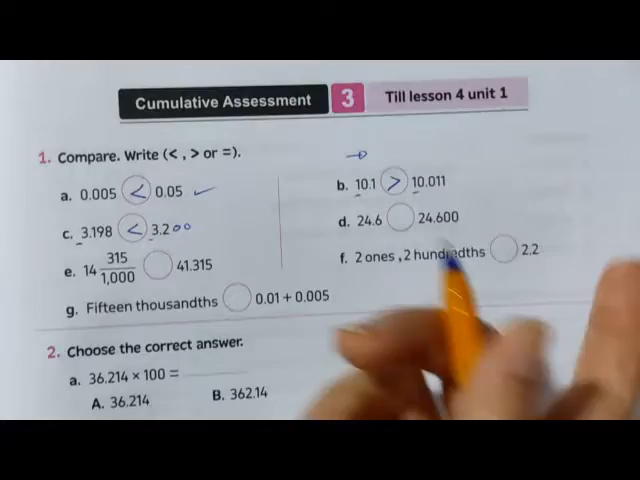 Cumulative Assessment 3 Till lesson 4 unit 1
1. Compare. Write (< , > or =).
a. 0.005 < 0.05 ✓
b. 10.1 > 10.011
c. 3.198 < 3.200
d. 24.6 24.600
e. 14 315/1,000 41.315
f. 2 ones , 2 hundredths 2.2
g. Fifteen thousandths 0.01 + 0.005
2. Choose the correct answer.
a. 36.214 × 100 =
A. 36.214 B. 362.14